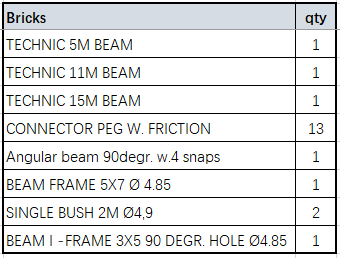 Bricks qty
TECHNIC 5M BEAM 1
TECHNIC 11M BEAM 1
TECHNIC 15M BEAM 1
CONNECTOR PEG W. FRICTION 13
Angular beam 90degr. w.4 snaps 1
BEAM FRAME 5X7 Ø 4.85 1
SINGLE BUSH 2M Ø4,9 2
BEAM I -FRAME 3X5 90 DEGR. HOLE Ø4.85 1